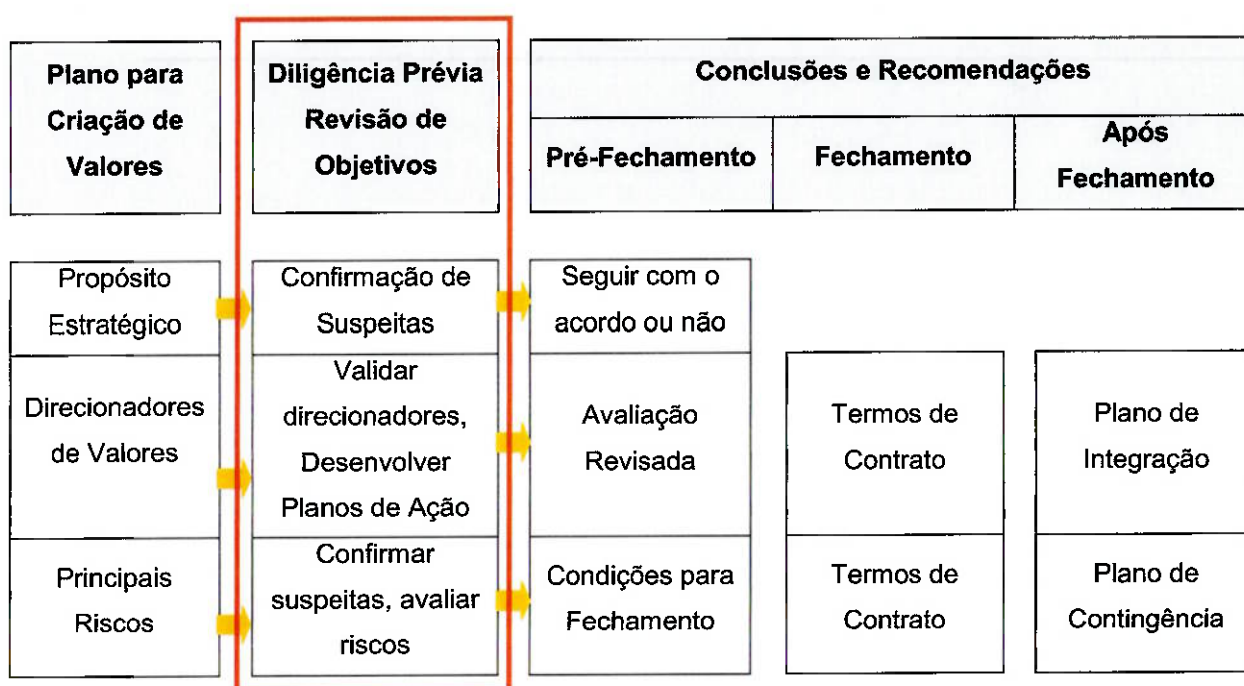 Plano para
Criação de
Valores
Diligência Prévia
Revisão de
Objetivos
Conclusões e Recomendações
Pré-Fechamento
Fechamento
Após
Fechamento
Propósito
Estratégico
Confirmação de
Suspeitas
Seguir com o
acordo ou não
Direcionadores
de Valores
Validar
direcionadores,
Desenvolver
Planos de Ação
Avaliação
Revisada
Termos de
Contrato
Plano de
Integração
Principais
Riscos
Confirmar
suspeitas, avaliar
riscos
Condições para
Fechamento
Termos de
Contrato
Plano de
Contingência